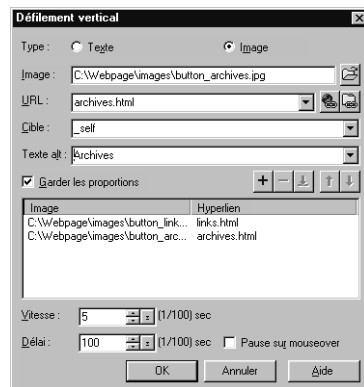 Défilement vertical
Type : Texte Image
Image : C:\Webpage\images\button_archives.jpg
URL : archives.html
Cible : _self
Texte alt : Archives
Garder les proportions
Image Hyperlien
C:\Webpage\images\button_link... links.html
C:\Webpage\images\button_arc... archives.html
Vitesse : 5 (1/100) sec
Délai : 100 (1/100) sec Pause sur mouseover
OK Annuler Aide